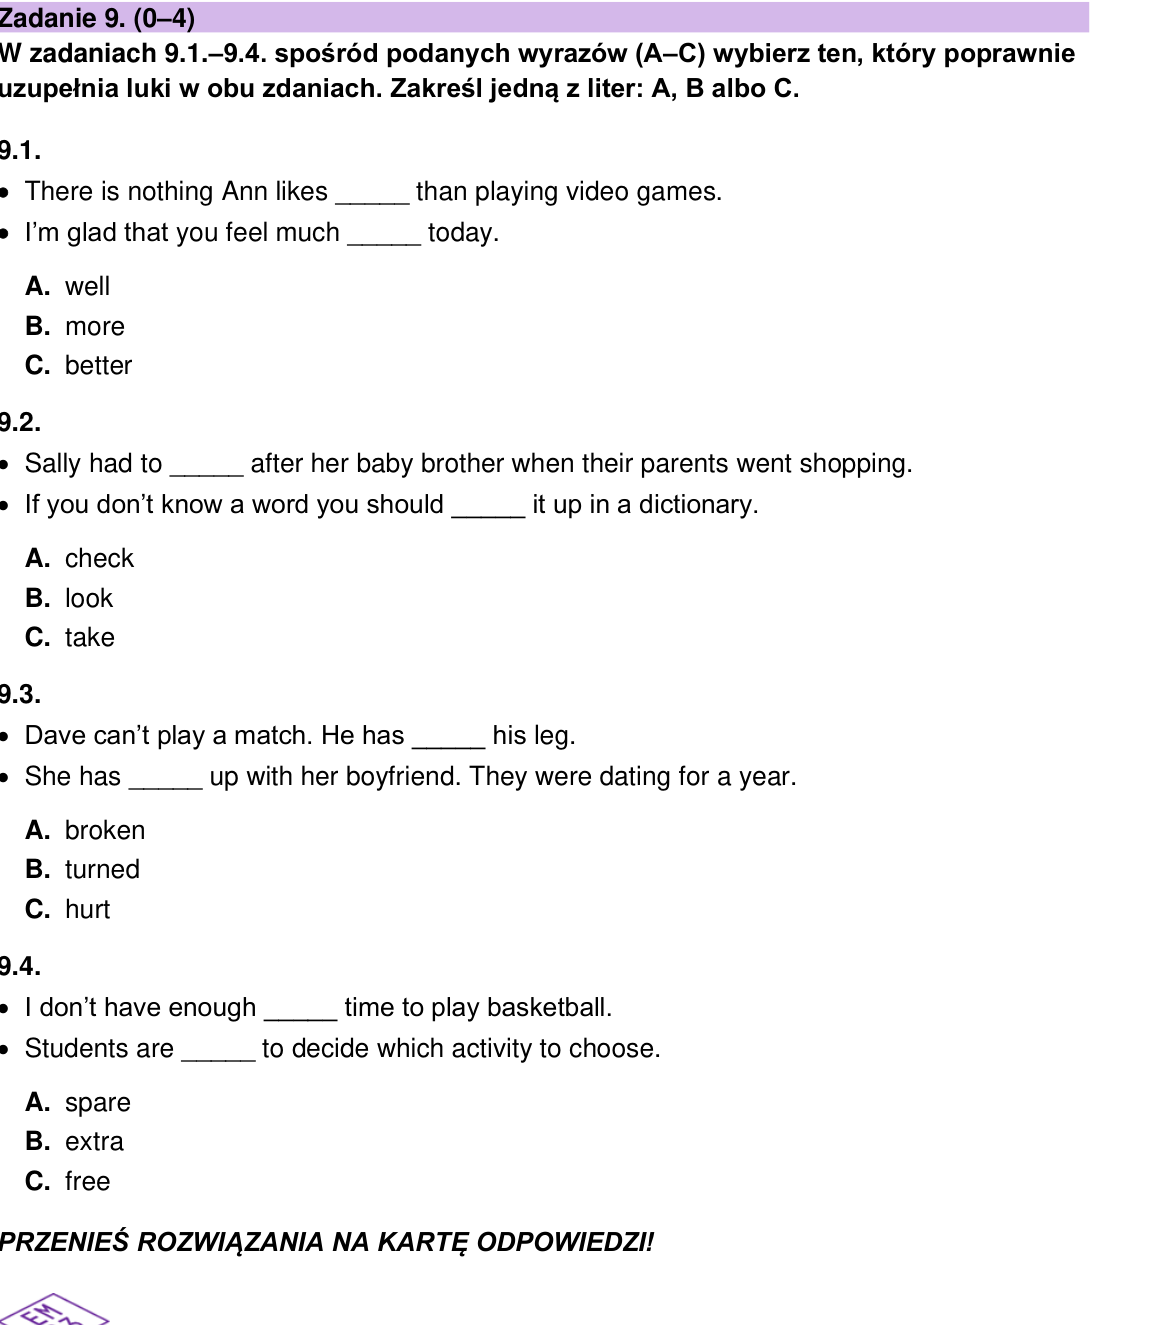 Zadanie 9. (0–4)
W zadaniach 9.1.–9.4. spośród podanych wyrazów (A–C) wybierz ten, który poprawnie
uzupełnia luki w obu zdaniach. Zakreśl jedną z liter: A, B albo C.
9.1.
• There is nothing Ann likes _____ than playing video games.
• I’m glad that you feel much _____ today.
A. well
B. more
C. better
9.2.
• Sally had to _____ after her baby brother when their parents went shopping.
• If you don’t know a word you should _____ it up in a dictionary.
A. check
B. look
C. take
9.3.
• Dave can’t play a match. He has _____ his leg.
• She has _____ up with her boyfriend. They were dating for a year.
A. broken
B. turned
C. hurt
9.4.
• I don’t have enough _____ time to play basketball.
• Students are _____ to decide which activity to choose.
A. spare
B. extra
C. free
PRZENIEŚ ROZWIĄZANIA NA KARTĘ ODPOWIEDZI!